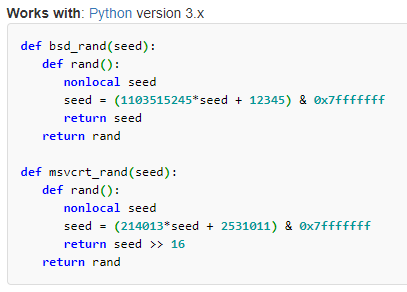 Works with: Python version 3.x
def bsd_rand(seed):
   def rand():
      nonlocal seed
      seed = (1103515245*seed + 12345) & 0x7fffffff
      return seed
   return rand

def msvcrt_rand(seed):
   def rand():
      nonlocal seed
      seed = (214013*seed + 2531011) & 0x7fffffff
      return seed >> 16
   return rand